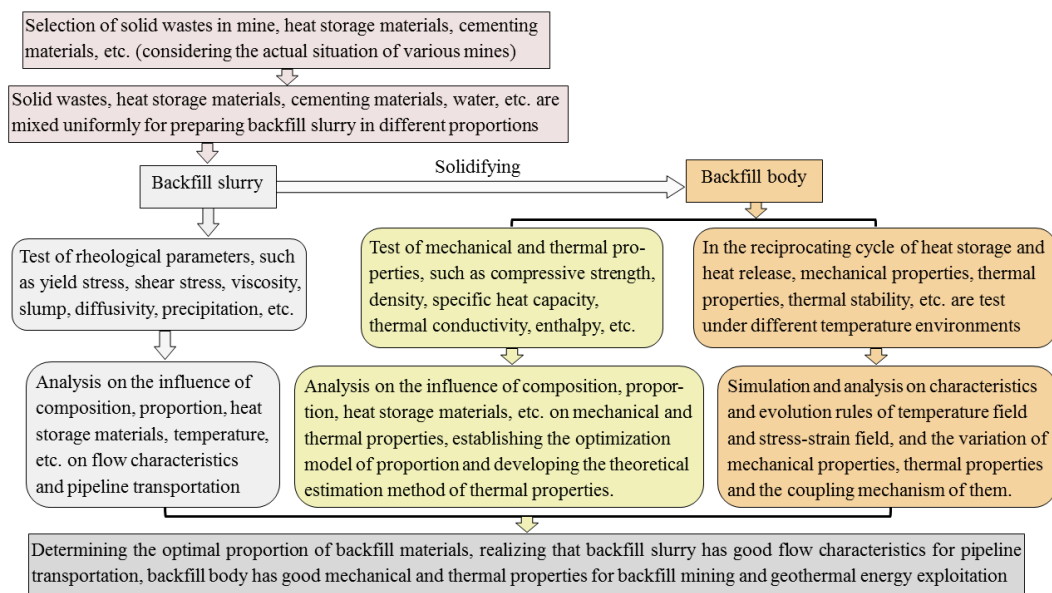 Selection of solid wastes in mine, heat storage materials, cementing
materials, etc. (considering the actual situation of various mines)
Solid wastes, heat storage materials, cementing materials, water, etc. are
mixed uniformly for preparing backfill slurry in different proportions
Backfill slurry
Solidifying
Backfill body
Test of rheological parameters, such
as yield stress, shear stress, viscosity,
slump, diffusivity, precipitation, etc.
Test of mechanical and thermal prop-
erties, such as compressive strength,
density, specific heat capacity,
thermal conductivity, enthalpy, etc.
In the reciprocating cycle of heat storage and
heat release, mechanical properties, thermal
properties, thermal stability, etc. are test
under different temperature environments
Analysis on the influence of
composition, proportion, heat
storage materials, temperature,
etc. on flow characteristics
and pipeline transportation
Analysis on the influence of composition, propor-
tion, heat storage materials, etc. on mechanical and
thermal properties, establishing the optimization
model of proportion and developing the theoretical
estimation method of thermal properties.
Simulation and analysis on characteristics
and evolution rules of temperature field
and stress-strain field, and the variation of
mechanical properties, thermal properties
and the coupling mechanism of them.
Determining the optimal proportion of backfill materials, realizing that backfill slurry has good flow characteristics for pipeline
transportation, backfill body has good mechanical and thermal properties for backfill mining and geothermal energy exploitation